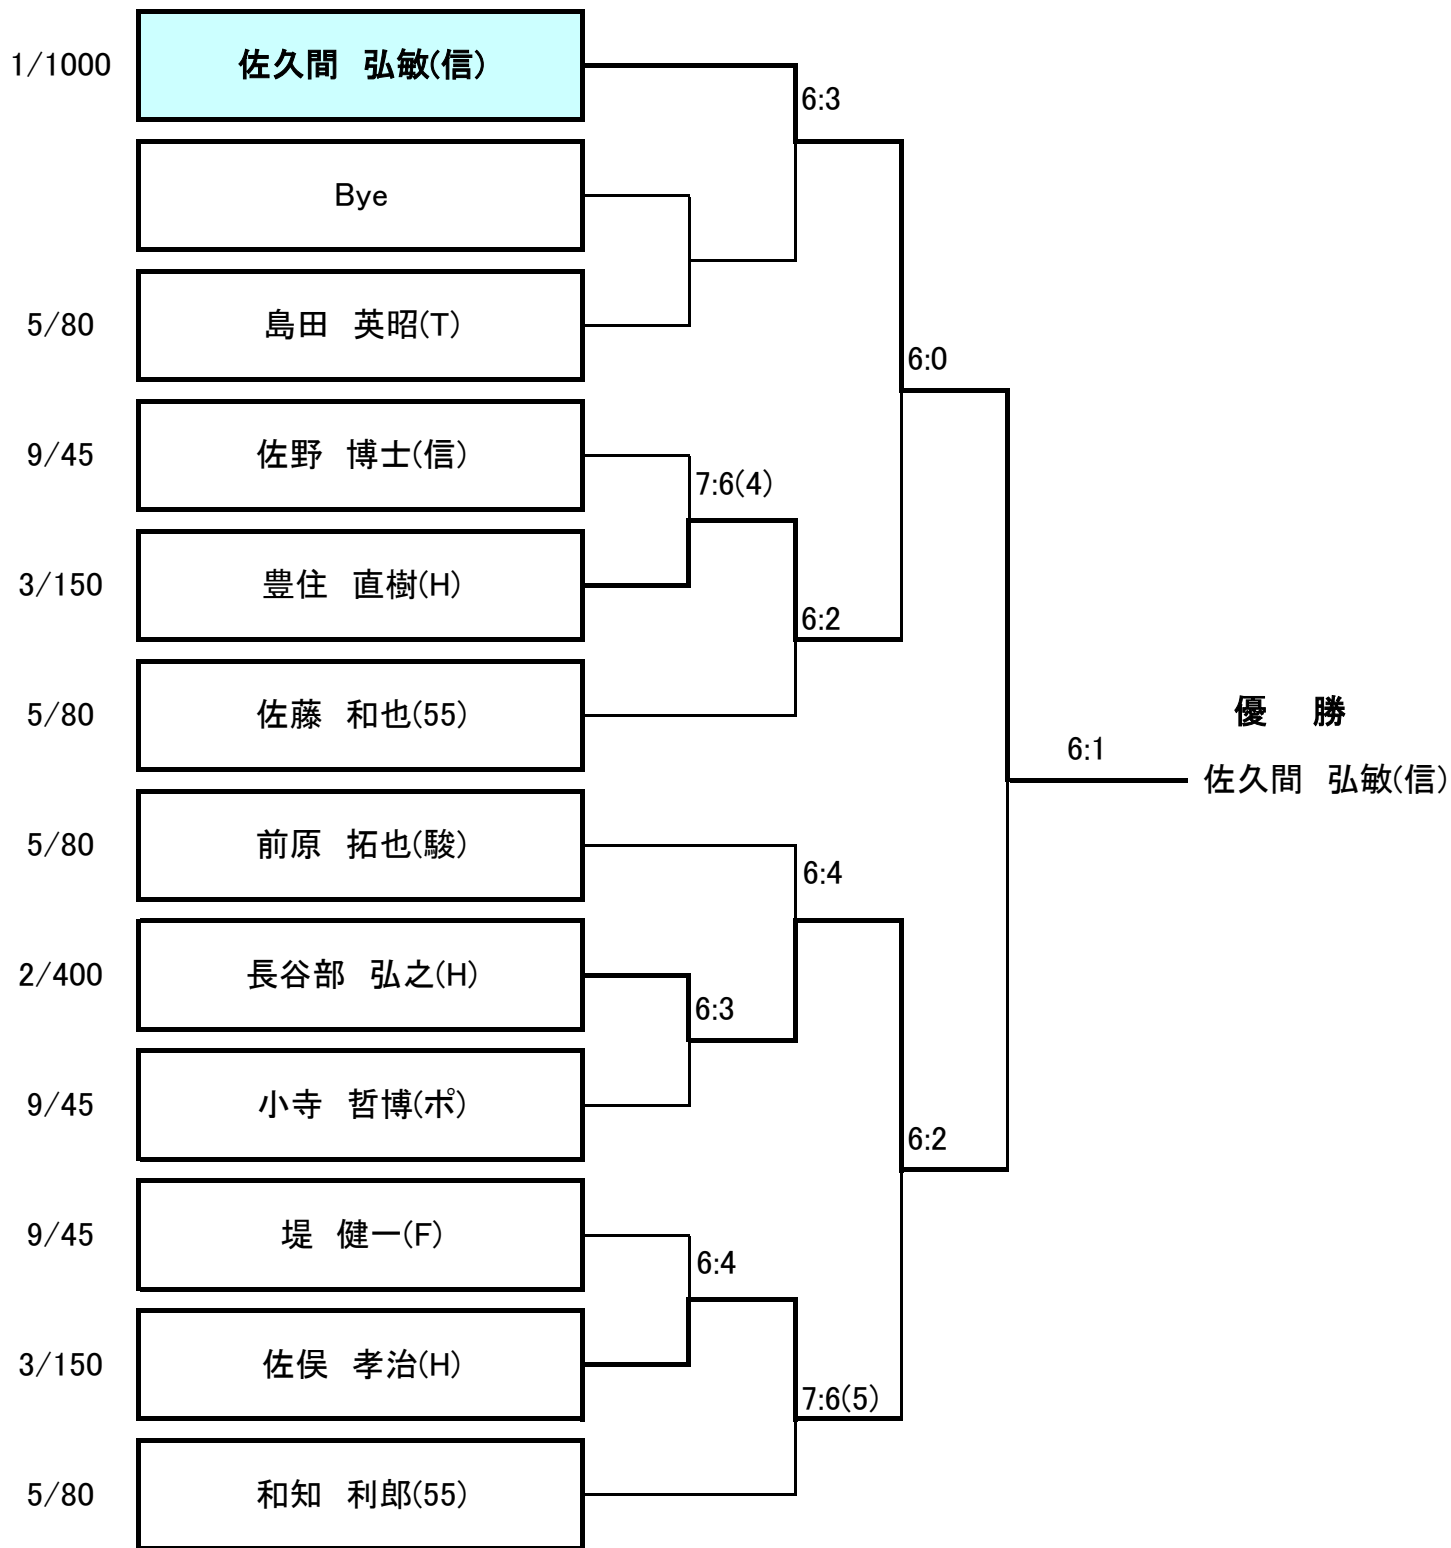 1/1000 佐久間　弘敏(信)
6:3
Bye
5/80 島田　英昭(T)
6:0
9/45 佐野　博士(信)
7:6(4)
3/150 豊住　直樹(H)
6:2
5/80 佐藤　和也(55)
優　勝
6:1
佐久間　弘敏(信)
5/80 前原　拓也(駿)
6:4
2/400 長谷部　弘之(H)
6:3
9/45 小寺　哲博(ポ)
6:2
9/45 堤　健一(F)
6:4
3/150 佐俣　孝治(H)
7:6(5)
5/80 和知　利郎(55)